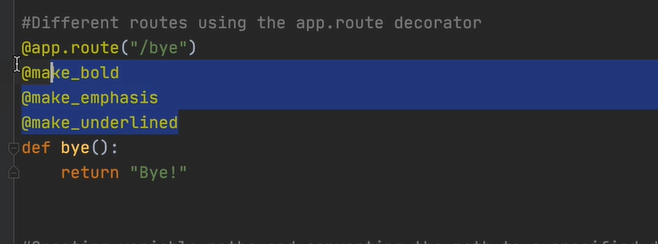 #Different routes using the app.route decorator
@app.route("/bye")
@make_bold
@make_emphasis
@make_underlined
def bye():
    return "Bye!"